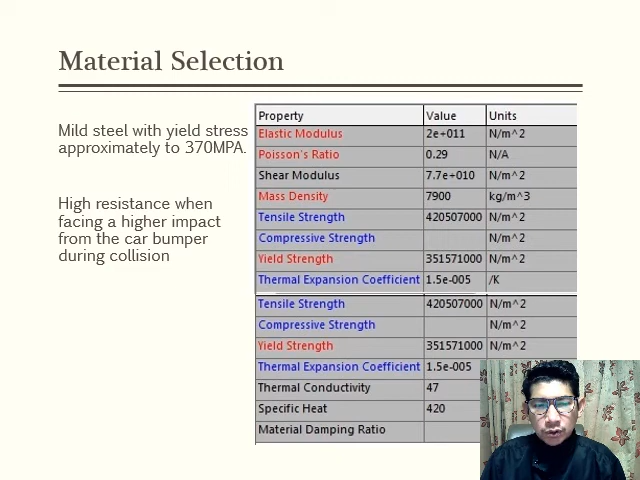 Material Selection
Mild steel with yield stress
approximately to 370MPA.
High resistance when
facing a higher impact
from the car bumper
during collision
Property Value Units
Elastic Modulus 2e+011 N/m^2
Poisson's Ratio 0.29 N/A
Shear Modulus 7.7e+010 N/m^2
Mass Density 7900 kg/m^3
Tensile Strength 420507000 N/m^2
Compressive Strength N/m^2
Yield Strength 351571000 N/m^2
Thermal Expansion Coefficient 1.5e-005 /K
Tensile Strength 420507000 N/m^2
Compressive Strength N/m^2
Yield Strength 351571000 N/m^2
Thermal Expansion Coefficient 1.5e-005
Thermal Conductivity 47
Specific Heat 420
Material Damping Ratio